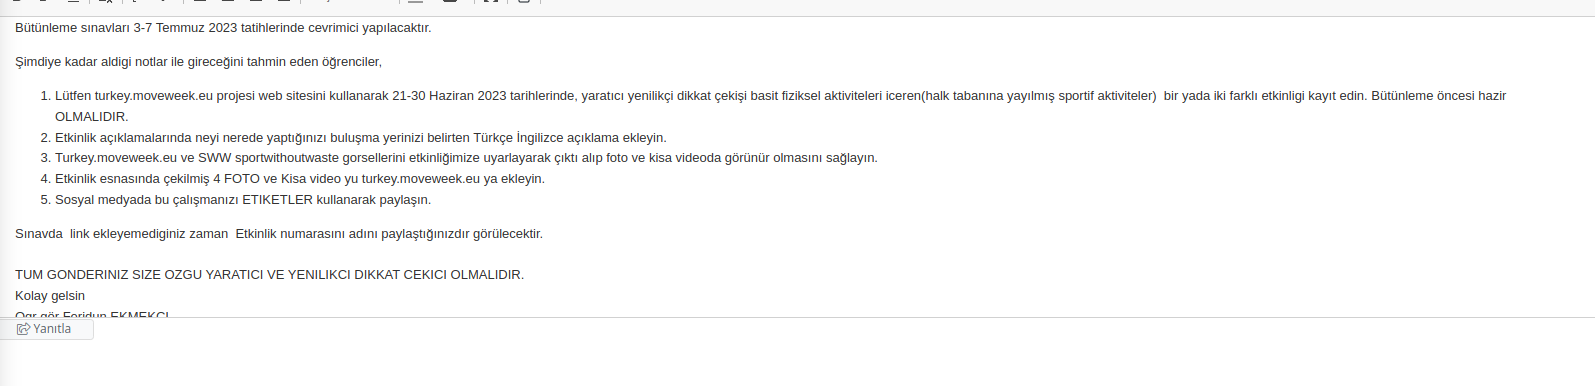 Bütünleme sınavları 3-7 Temmuz 2023 tatihlerinde cevrimici yapılacaktır.
Şimdiye kadar aldigi notlar ile gireceğini tahmin eden öğrenciler,
1. Lütfen turkey.moveweek.eu projesi web sitesini kullanarak 21-30 Haziran 2023 tarihlerinde, yaratıcı yenilikçi dikkat çekişi basit fiziksel aktiviteleri iceren(halk tabanına yayılmış sportif aktiviteler)  bir yada iki farklı etkinligi kayıt edin. Bütünleme öncesi hazir
OLMALIDIR.
2. Etkinlik açıklamalarında neyi nerede yaptığınızı buluşma yerinizi belirten Türkçe İngilizce açıklama ekleyin.
3. Turkey.moveweek.eu ve SWW sportwithoutwaste gorsellerini etkinliğimize uyarlayarak çıktı alıp foto ve kisa videoda görünür olmasını sağlayın.
4. Etkinlik esnasında çekilmiş 4 FOTO ve Kisa video yu turkey.moveweek.eu ya ekleyin.
5. Sosyal medyada bu çalışmanızı ETIKETLER kullanarak paylaşın.
Sınavda  link ekleyemediginiz zaman  Etkinlik numarasını adını paylaştığınızdır görülecektir.
TUM GONDERINIZ SIZE OZGU YARATICI VE YENILIKCI DIKKAT CEKICI OLMALIDIR.
Kolay gelsin
Ogr gör Feridun EKMEKCI
Yanıtla